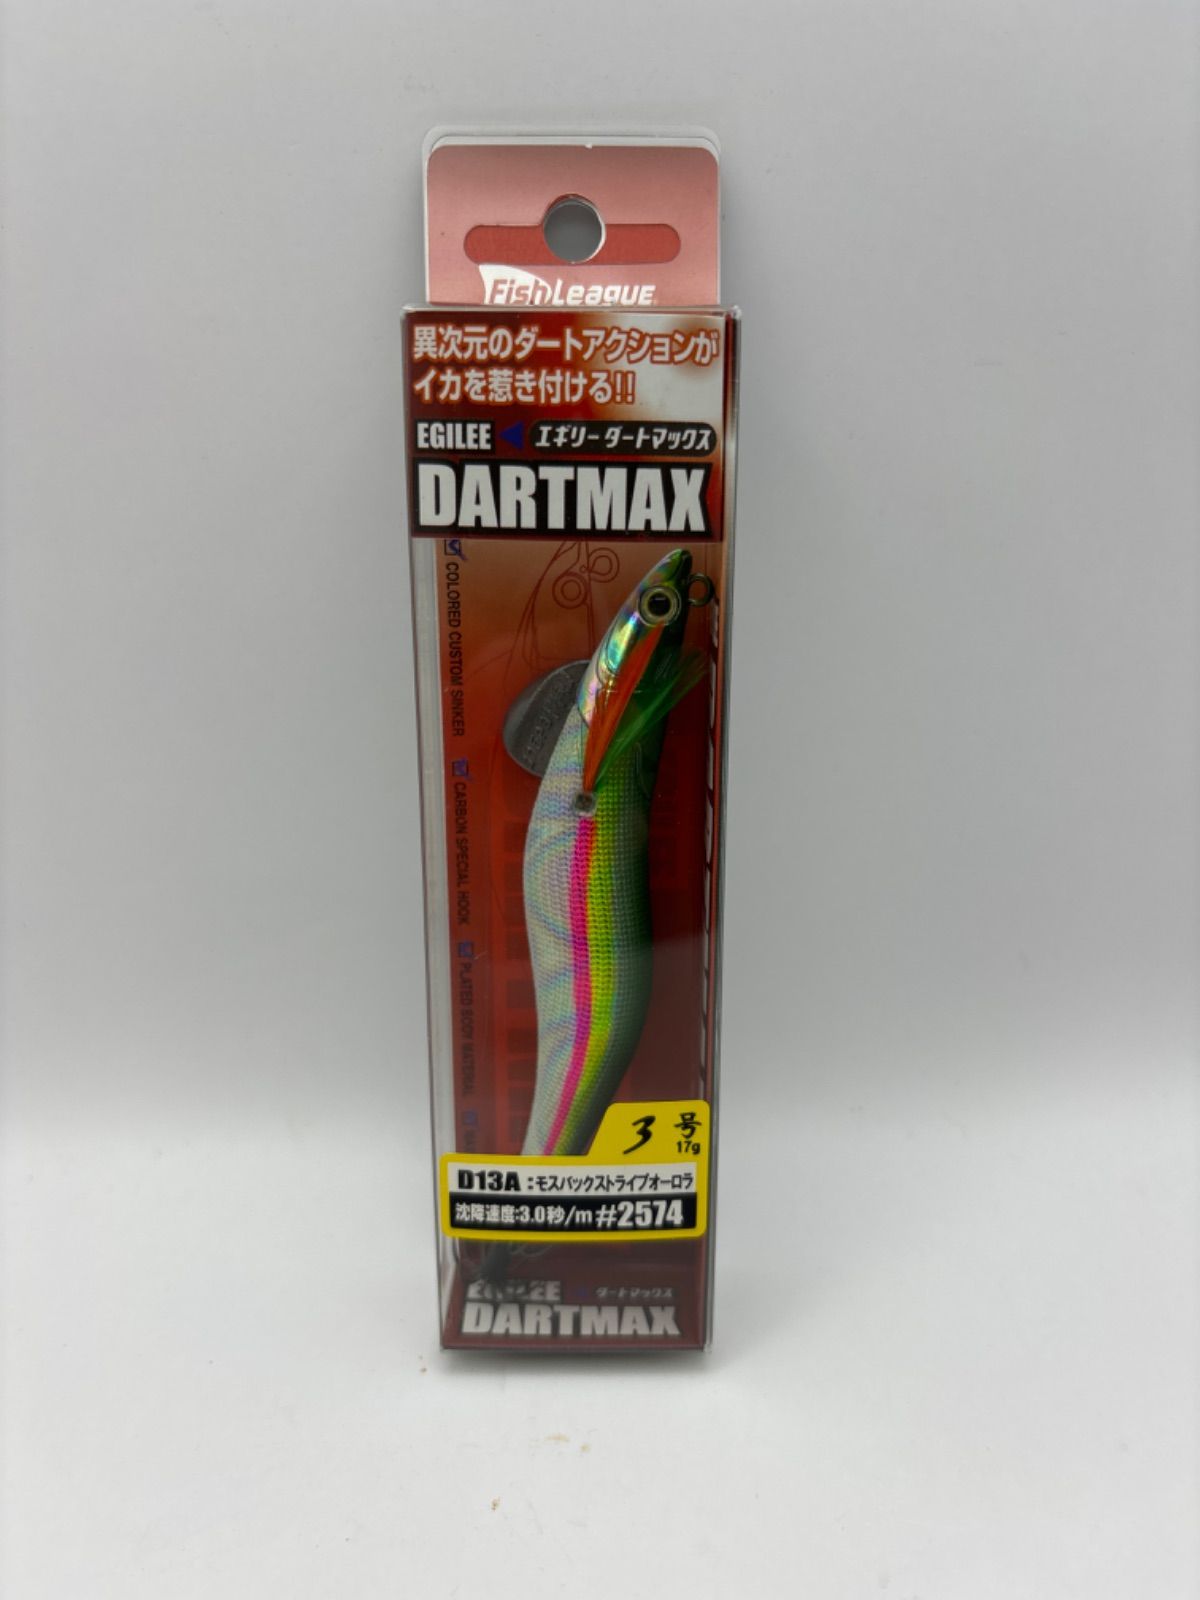 FishLeague
異次元のダートアクションが
イカを惹き付ける!!
EGILEE エギリーダートマックス
DARTMAX
COLORED CUSTOM SINKER
CARBON SPECIAL HOOK
PLATED BODY MATERIAL
3号
17g
D13A:モスバックストライプオーロラ
沈降速度:3.0秒/m #2574
EGILEE ダートマックス
DARTMAX